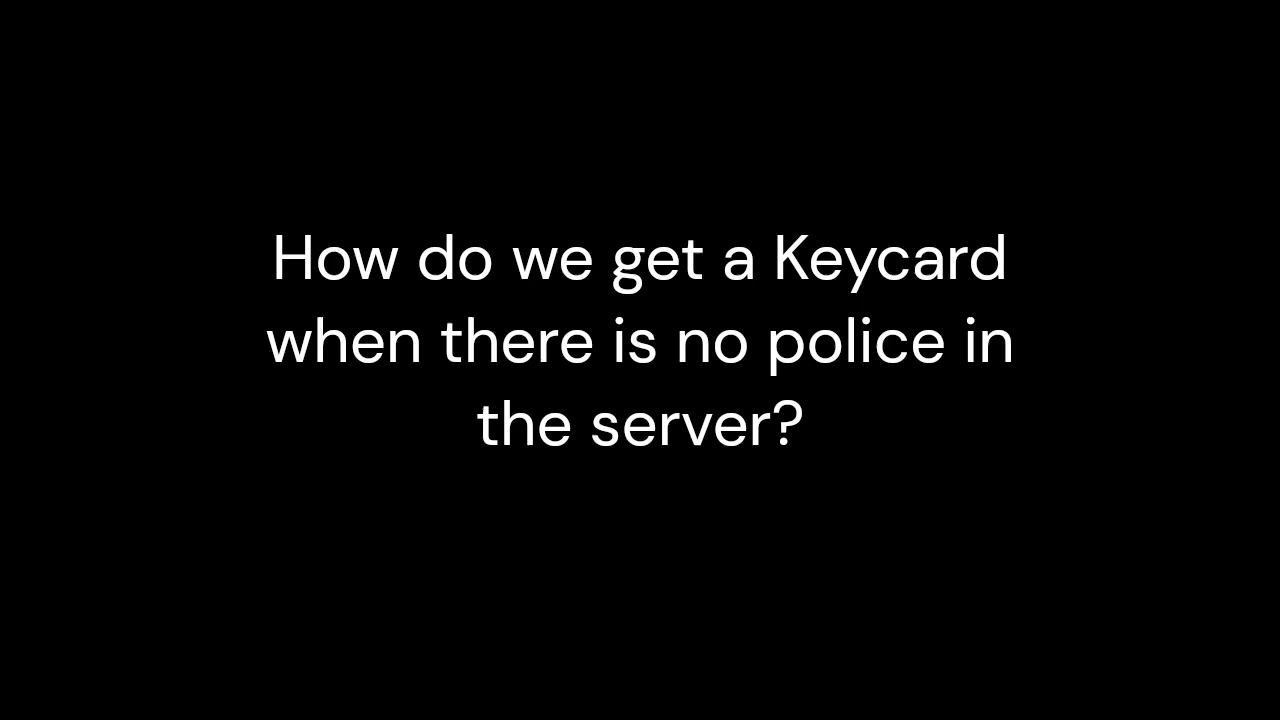 How do we get a Keycard
when there is no police in
the server?